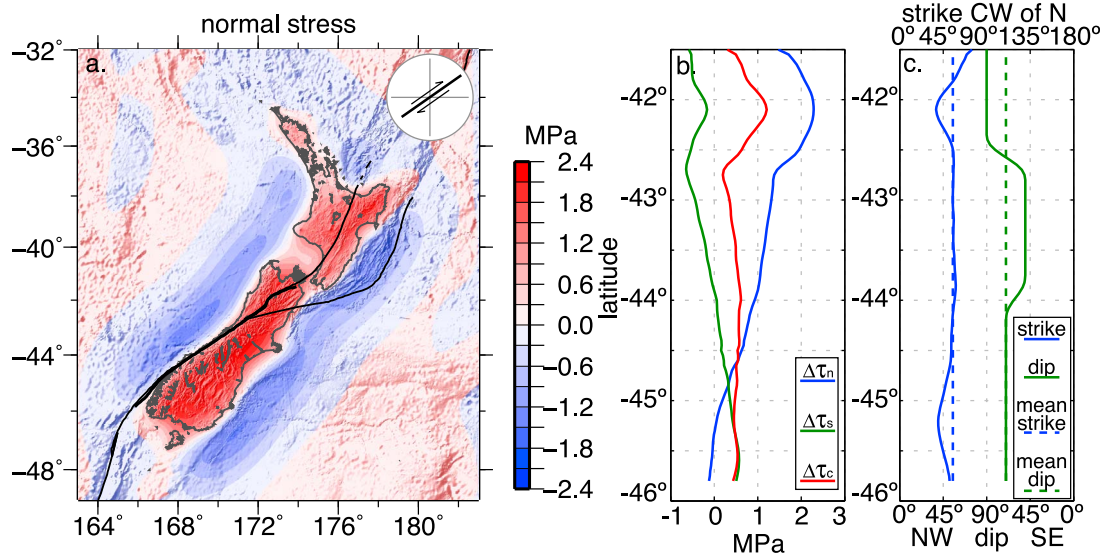 normal stress
a.
−32°
−36°
−40°
−44°
−48°
164° 168° 172° 176° 180°
MPa
2.4
1.8
1.2
0.6
0.0
−0.6
−1.2
−1.8
−2.4
b.
latitude
-42°
-43°
-44°
-45°
-46°
-1 0 1 2 3
MPa
Δτn
Δτs
Δτc
strike CW of N
0° 45° 90° 135° 180°
c.
-42°
-43°
-44°
-45°
-46°
strike
dip
mean
strike
mean
dip
0° 45° 90° 45° 0°
NW dip SE